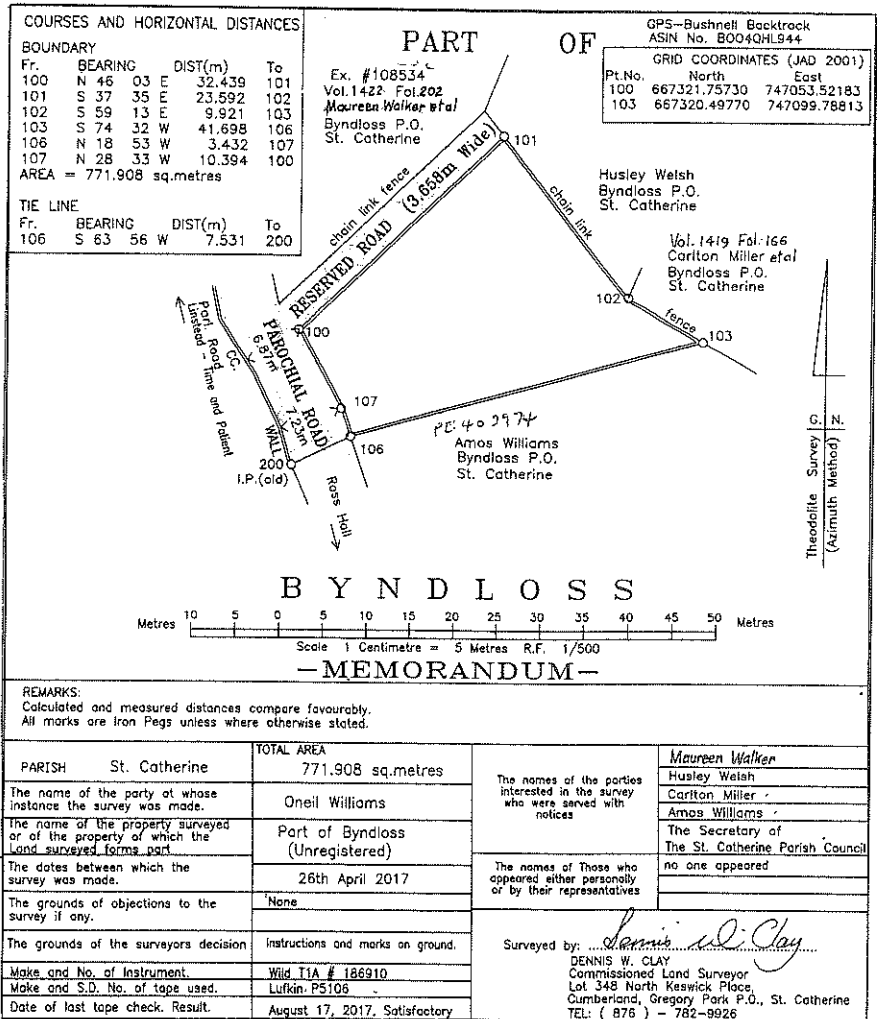 COURSES AND HORIZONTAL DISTANCES
BOUNDARY
Fr. BEARING DIST(m) To
100 N 46 03 E 32.439 101
101 S 37 35 E 23.592 102
102 S 59 13 E 9.921 103
103 S 74 32 W 41.698 106
106 N 18 53 W 3.432 107
107 N 28 33 W 10.394 100
AREA = 771.908 sq.metres
TIE LINE
Fr. BEARING DIST(m) To
106 S 63 56 W 7.531 200
PART OF
GPS-Bushnell Backtrack
ASIN No. B004QHL944
GRID COORDINATES (JAD 2001)
Pt.No. North East
100 667321.75730 747053.52183
103 667320.49770 747099.78813
Ex. #108534
Vol. 1422 Fol. 202
Maureen Walker etal
Byndloss P.O.
St. Catherine
101
chain link fence
RESERVED ROAD (3.658m Wide)
Husley Welsh
Byndloss P.O.
St. Catherine
chain link
Vol. 1419 Fol. 166
Carlton Miller etal
Byndloss P.O.
St. Catherine
102
fence
103
100
Parl. Road
Linstead - Time and Patient
CC.
PAROCHIAL ROAD
6.87m
7.23m
WALL
107
106
200
I.P.(old)
Ross Hall
PE 402974
Amos Williams
Byndloss P.O.
St. Catherine
G. N.
Theodolite Survey
(Azimuth Method)
BYNDLOSS
Metres 10 5 0 5 10 15 20 25 30 35 40 45 50 Metres
Scale 1 Centimetre = 5 Metres R.F. 1/500
-MEMORANDUM-
REMARKS:
Calculated and measured distances compare favourably.
All marks are Iron Pegs unless where otherwise stated.
PARISH St. Catherine
TOTAL AREA
771.908 sq.metres
The name of the party at whose
instance the survey was made.
Oneil Williams
The name of the property surveyed
or of the property of which the
Land surveyed forms part
Part of Byndloss
(Unregistered)
The dates between which the
survey was made.
26th April 2017
The grounds of objections to the
survey if any.
None
The grounds of the surveyors decision
Instructions and marks on ground.
Make and No. of Instrument.
Wild T1A # 186910
Make and S.D. No. of tape used.
Lufkin P5106
Date of last tape check. Result.
August 17, 2017, Satisfactory
The names of the parties
interested in the survey
who were served with
notices
Maureen Walker
Husley Welsh
Carlton Miller
Amos Williams
The Secretary of
The St. Catherine Parish Council
The names of Those who
appeared either personally
or by their representatives
no one appeared
Surveyed by: Dennis W. Clay
DENNIS W. CLAY
Commissioned Land Surveyor
Lot 348 North Keswick Place,
Cumberland, Gregory Park P.O., St. Catherine
TEL: ( 876 ) - 782-9926